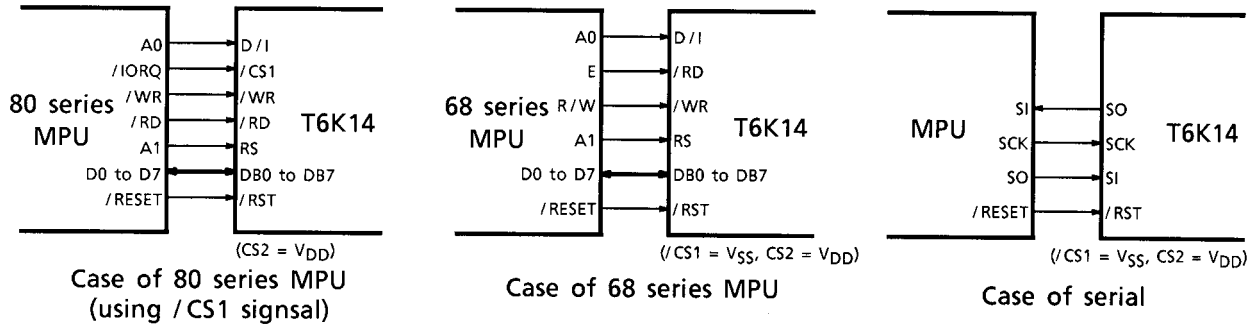 80 series
MPU
A0
/IORQ
/WR
/RD
A1
D0 to D7
/RESET
D/I
/CS1
/WR
/RD
RS
DB0 to DB7
/RST
T6K14
(CS2 = VDD)
Case of 80 series MPU
(using /CS1 signsal)
68 series
MPU
A0
E
R/W
A1
D0 to D7
/RESET
D/I
/RD
/WR
RS
DB0 to DB7
/RST
T6K14
(/CS1 = VSS, CS2 = VDD)
Case of 68 series MPU
MPU
SI
SCK
SO
/RESET
SO
SCK
SI
/RST
T6K14
(/CS1 = VSS, CS2 = VDD)
Case of serial